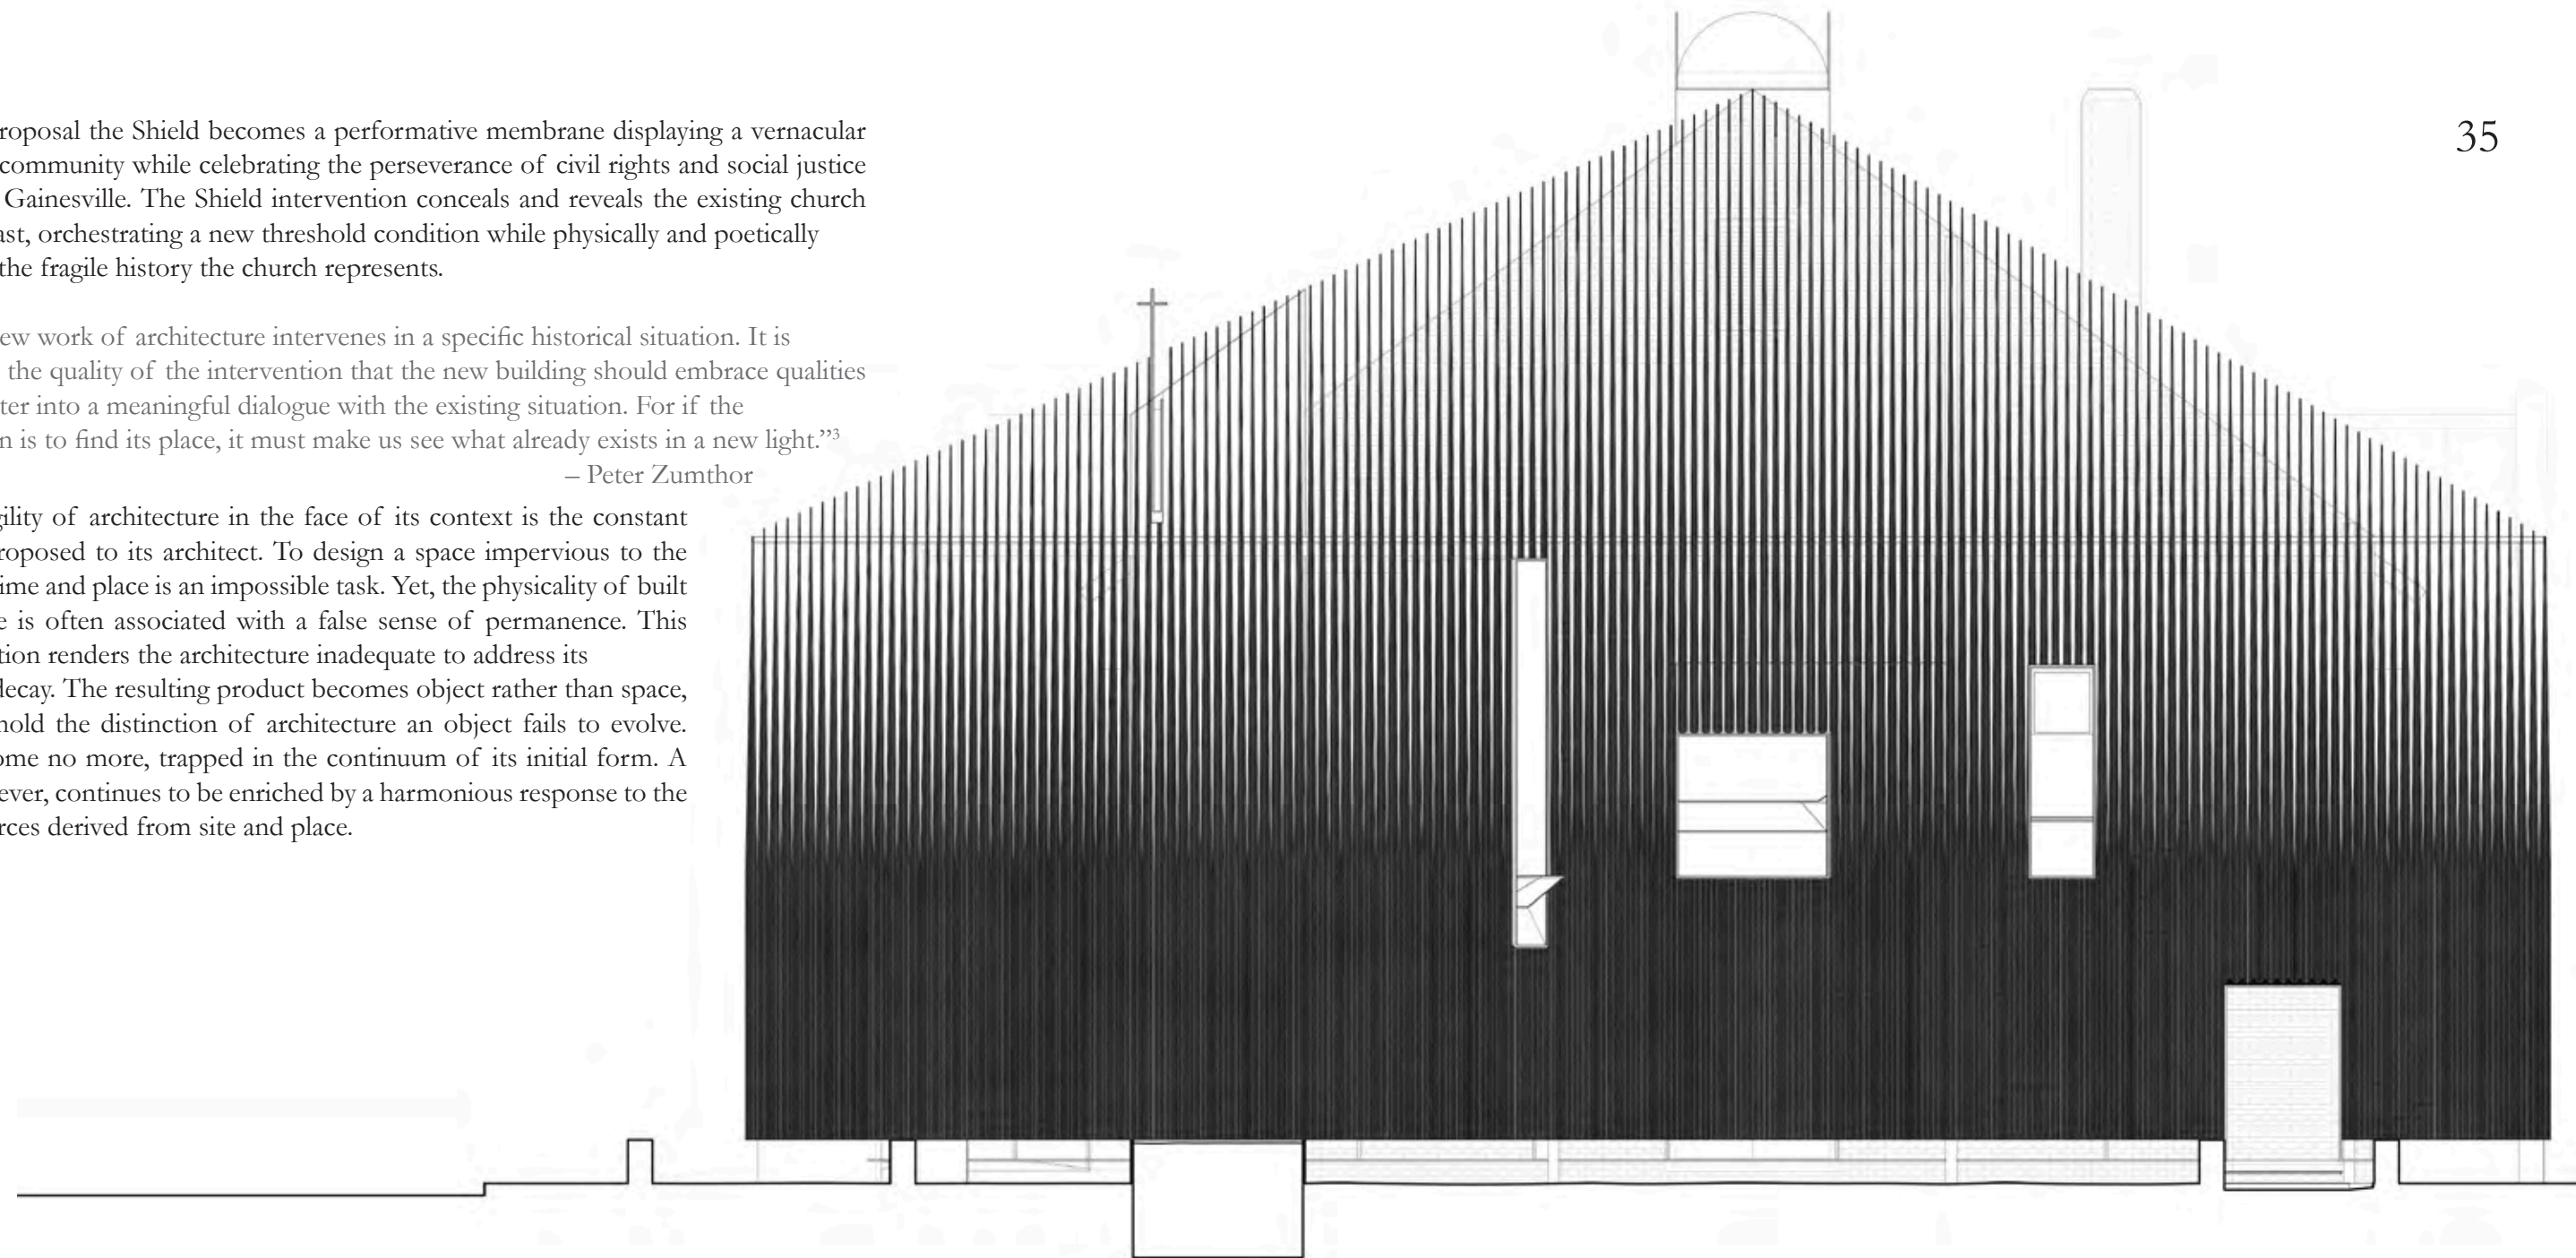 roposal the Shield becomes a performative membrane displaying a vernacular
community while celebrating the perseverance of civil rights and social justice
Gainesville. The Shield intervention conceals and reveals the existing church
ast, orchestrating a new threshold condition while physically and poetically
the fragile history the church represents.
ew work of architecture intervenes in a specific historical situation. It is
the quality of the intervention that the new building should embrace qualities
ter into a meaningful dialogue with the existing situation. For if the
n is to find its place, it must make us see what already exists in a new light.”³
– Peter Zumthor
gility of architecture in the face of its context is the constant
roposed to its architect. To design a space impervious to the
ime and place is an impossible task. Yet, the physicality of built
e is often associated with a false sense of permanence. This
tion renders the architecture inadequate to address its
decay. The resulting product becomes object rather than space,
hold the distinction of architecture an object fails to evolve.
ome no more, trapped in the continuum of its initial form. A
ever, continues to be enriched by a harmonious response to the
rces derived from site and place.
35